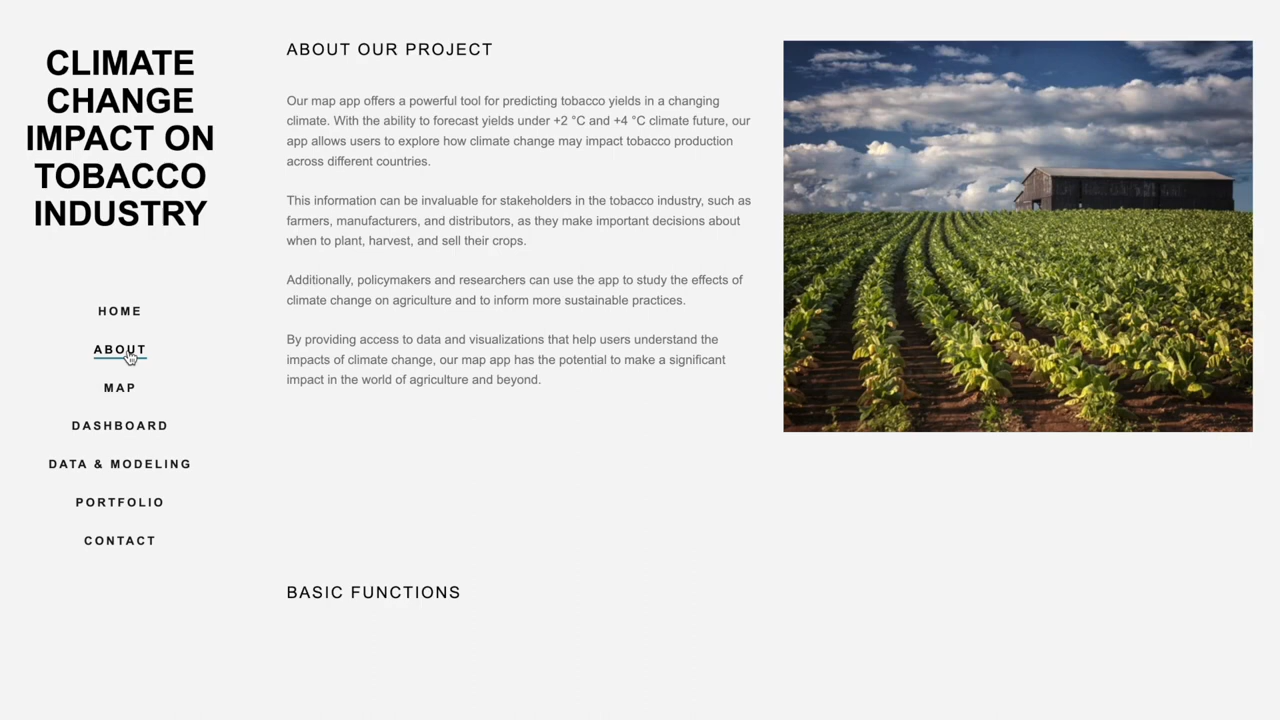 CLIMATE
CHANGE
IMPACT ON
TOBACCO
INDUSTRY
HOME
ABOUT
MAP
DASHBOARD
DATA & MODELING
PORTFOLIO
CONTACT
ABOUT OUR PROJECT
Our map app offers a powerful tool for predicting tobacco yields in a changing
climate. With the ability to forecast yields under +2 °C and +4 °C climate future, our
app allows users to explore how climate change may impact tobacco production
across different countries.
This information can be invaluable for stakeholders in the tobacco industry, such as
farmers, manufacturers, and distributors, as they make important decisions about
when to plant, harvest, and sell their crops.
Additionally, policymakers and researchers can use the app to study the effects of
climate change on agriculture and to inform more sustainable practices.
By providing access to data and visualizations that help users understand the
impacts of climate change, our map app has the potential to make a significant
impact in the world of agriculture and beyond.
BASIC FUNCTIONS